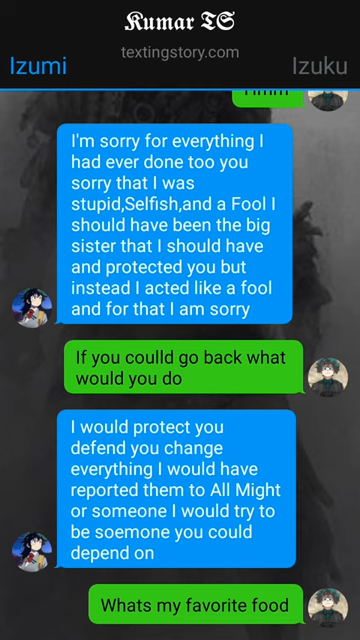 Kumar TS
textingstory.com
Izumi
Izuku
Hmm
I'm sorry for everything I
had ever done too you
sorry that I was
stupid,Selfish,and a Fool I
should have been the big
sister that I should have
and protected you but
instead I acted like a fool
and for that I am sorry
If you coulld go back what
would you do
I would protect you
defend you change
everything I would have
reported them to All Might
or someone I would try to
be soemone you could
depend on
Whats my favorite food